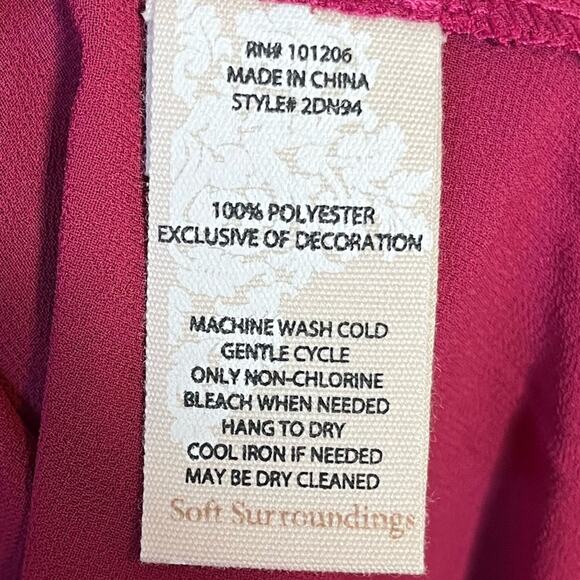 RN# 101206
MADE IN CHINA
STYLE# 2DN94
100% POLYESTER
EXCLUSIVE OF DECORATION
MACHINE WASH COLD
GENTLE CYCLE
ONLY NON-CHLORINE
BLEACH WHEN NEEDED
HANG TO DRY
COOL IRON IF NEEDED
MAY BE DRY CLEANED
Soft Surroundings